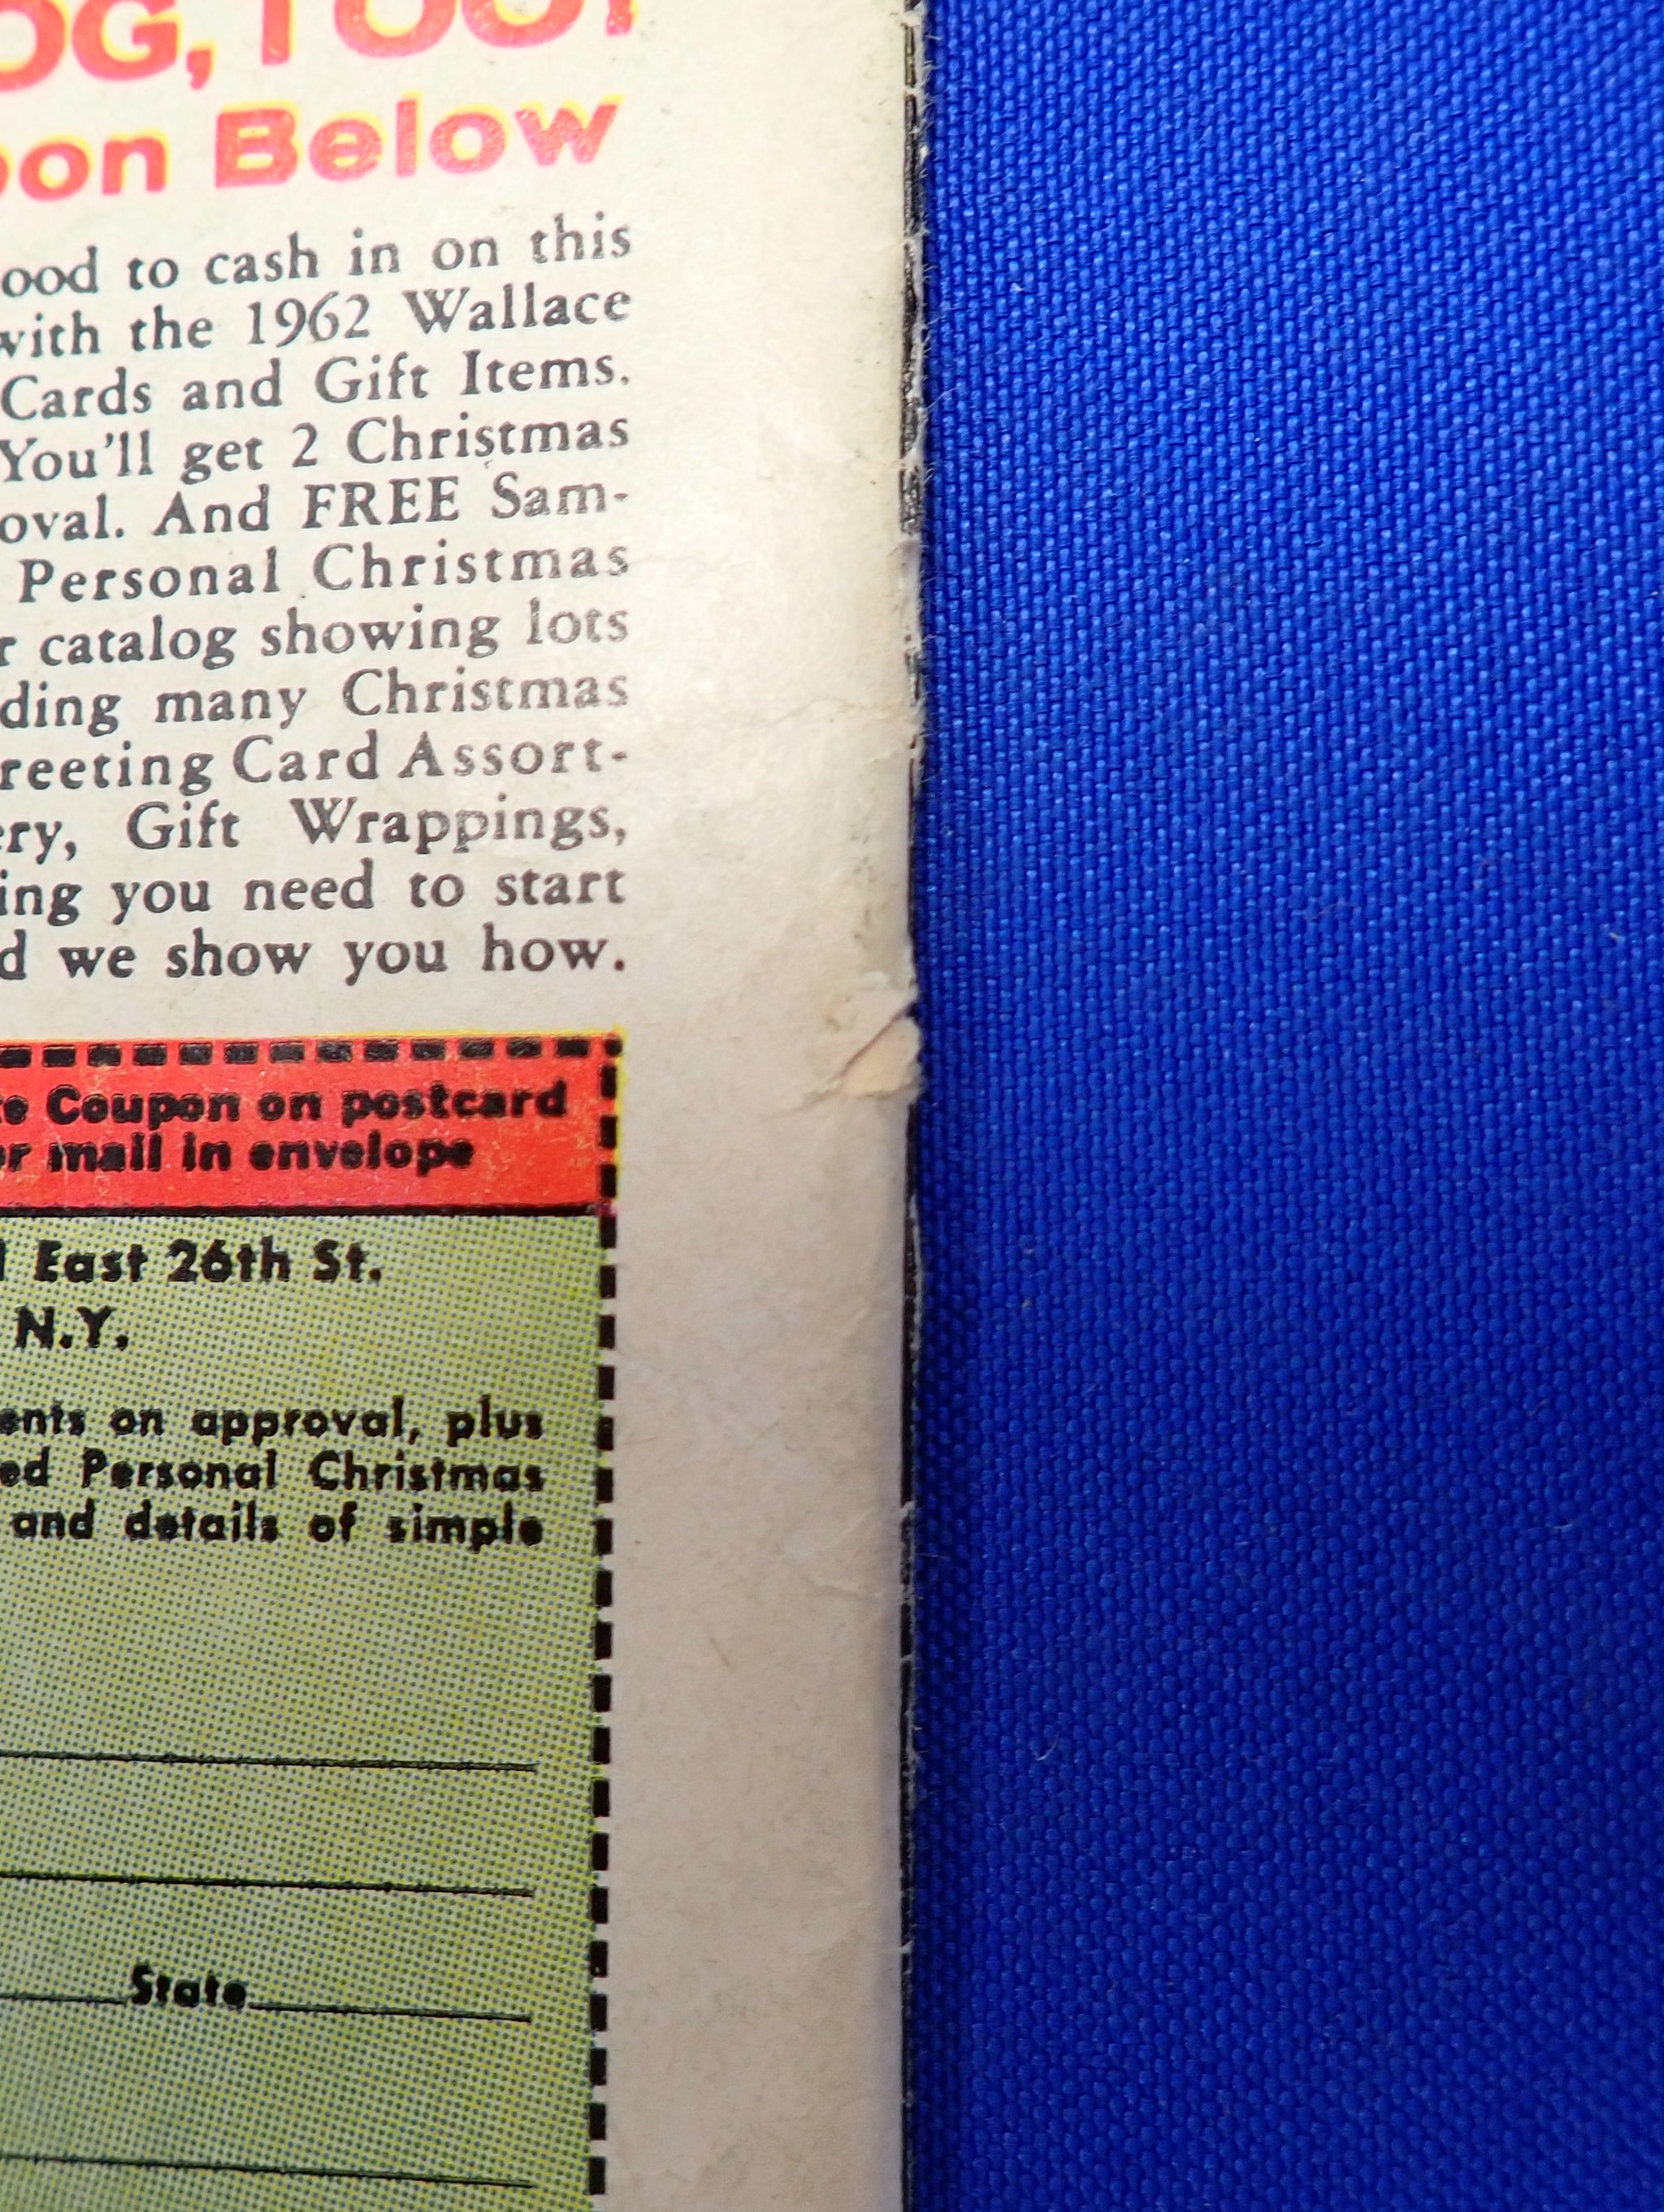 OG, TOO!
pon Below
ood to cash in on this
with the 1962 Wallace
Cards and Gift Items.
You'll get 2 Christmas
oval. And FREE Sam-
Personal Christmas
r catalog showing lots
ding many Christmas
reeting Card Assort-
ery, Gift Wrappings,
ing you need to start
d we show you how.
te Coupon on postcard
or mail in envelope
East 26th St.
N.Y.
ents on approval, plus
ed Personal Christmas
and details of simple
State